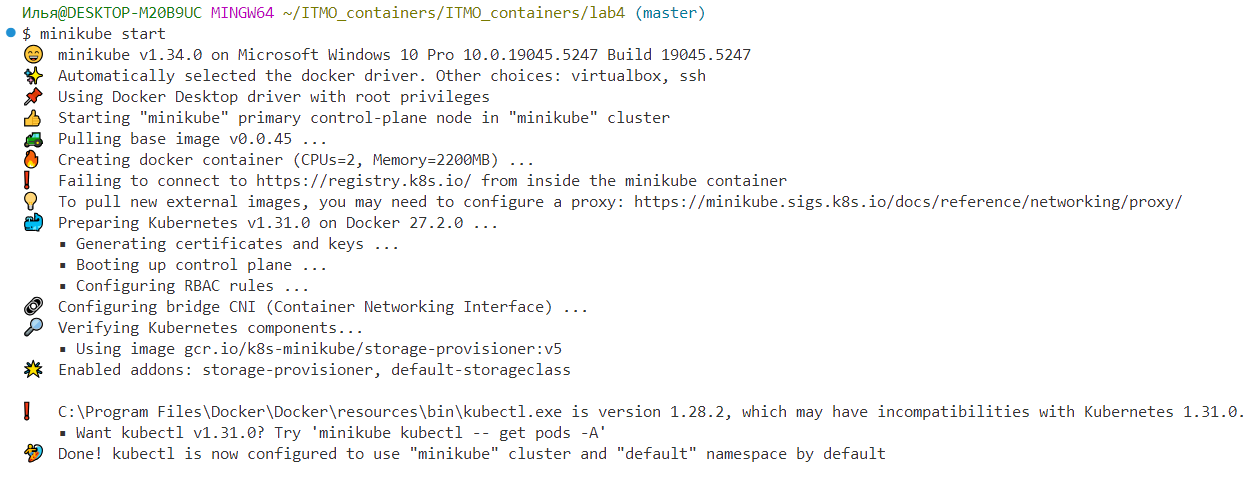 Илья@DESKTOP-M20B9UC MINGW64 ~/ITMO_containers/ITMO_containers/lab4 (master)
$ minikube start
😄 minikube v1.34.0 on Microsoft Windows 10 Pro 10.0.19045.5247 Build 19045.5247
✨ Automatically selected the docker driver. Other choices: virtualbox, ssh
📌 Using Docker Desktop driver with root privileges
👍 Starting "minikube" primary control-plane node in "minikube" cluster
🚜 Pulling base image v0.0.45 ...
🔥 Creating docker container (CPUs=2, Memory=2200MB) ...
❗ Failing to connect to https://registry.k8s.io/ from inside the minikube container
💡 To pull new external images, you may need to configure a proxy: https://minikube.sigs.k8s.io/docs/reference/networking/proxy/
🐳 Preparing Kubernetes v1.31.0 on Docker 27.2.0 ...
▪ Generating certificates and keys ...
▪ Booting up control plane ...
▪ Configuring RBAC rules ...
🔗 Configuring bridge CNI (Container Networking Interface) ...
🔎 Verifying Kubernetes components...
▪ Using image gcr.io/k8s-minikube/storage-provisioner:v5
🌟 Enabled addons: storage-provisioner, default-storageclass
❗ C:\Program Files\Docker\Docker\resources\bin\kubectl.exe is version 1.28.2, which may have incompatibilities with Kubernetes 1.31.0.
▪ Want kubectl v1.31.0? Try 'minikube kubectl -- get pods -A'
🏄 Done! kubectl is now configured to use "minikube" cluster and "default" namespace by default